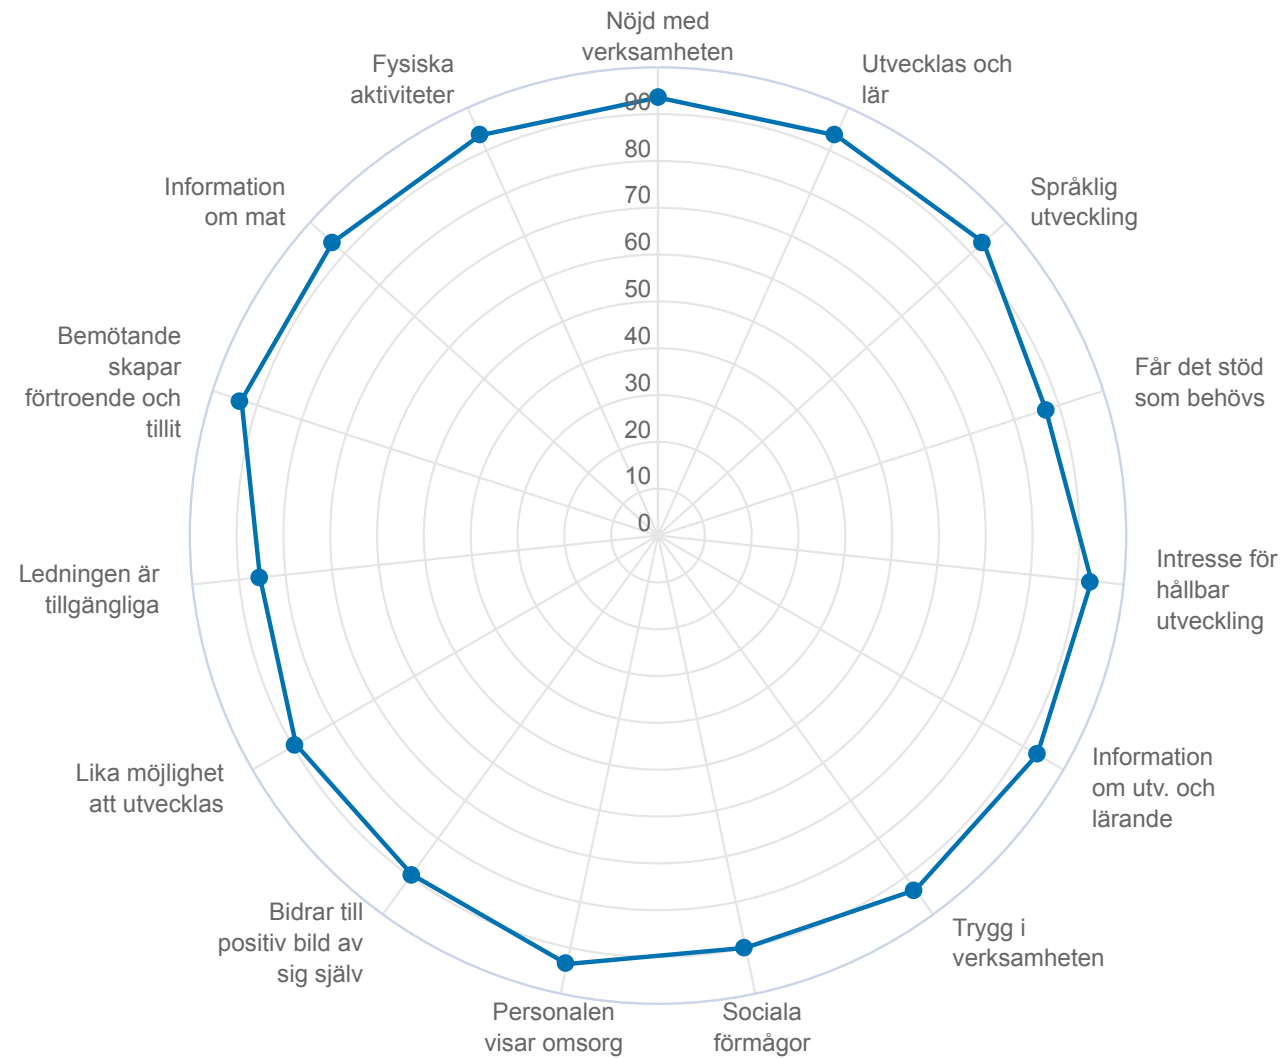 Nöjd med
verksamheten
Utvecklas och
lär
Språklig
utveckling
Får det stöd
som behövs
Intresse för
hållbar
utveckling
Information
om utv. och
lärande
Trygg i
verksamheten
Sociala
förmågor
Personalen
visar omsorg
Bidrar till
positiv bild av
sig själv
Lika möjlighet
att utvecklas
Ledningen är
tillgängliga
Bemötande
skapar
förtroende och
tillit
Information
om mat
Fysiska
aktiviteter
90
80
70
60
50
40
30
20
10
0